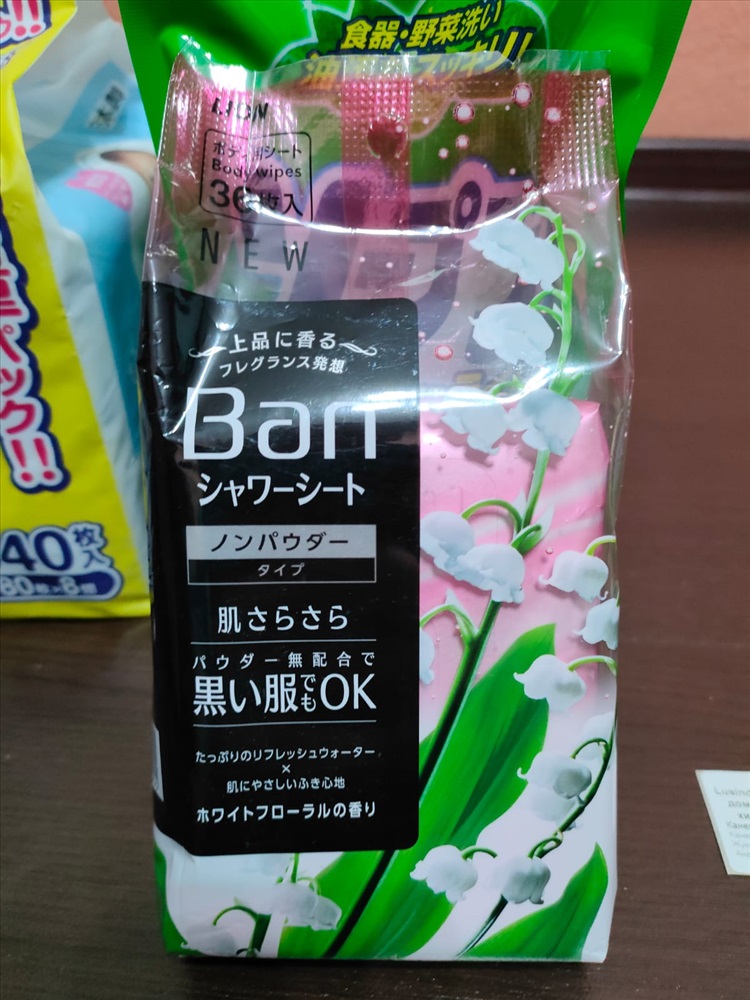 食器・野菜洗い
LION
ボディ用シート
Body wipes
36枚入
NEW
上品に香る
フレグランス発想
Ban
シャワーシート
ノンパウダー
タイプ
肌さらさら
パウダー無配合で
黒い服でもOK
たっぷりのリフレッシュウォーター
×
肌にやさしいふき心地
ホワイトフローラルの香り
パック!!
40枚入